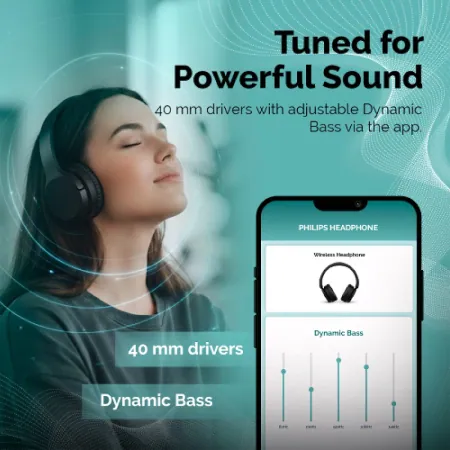 Tuned for
Powerful Sound
40 mm drivers with adjustable Dynamic
Bass via the app.
PHILIPS HEADPHONE
Wireless Headphone
Dynamic Bass
40 mm drivers
Dynamic Bass